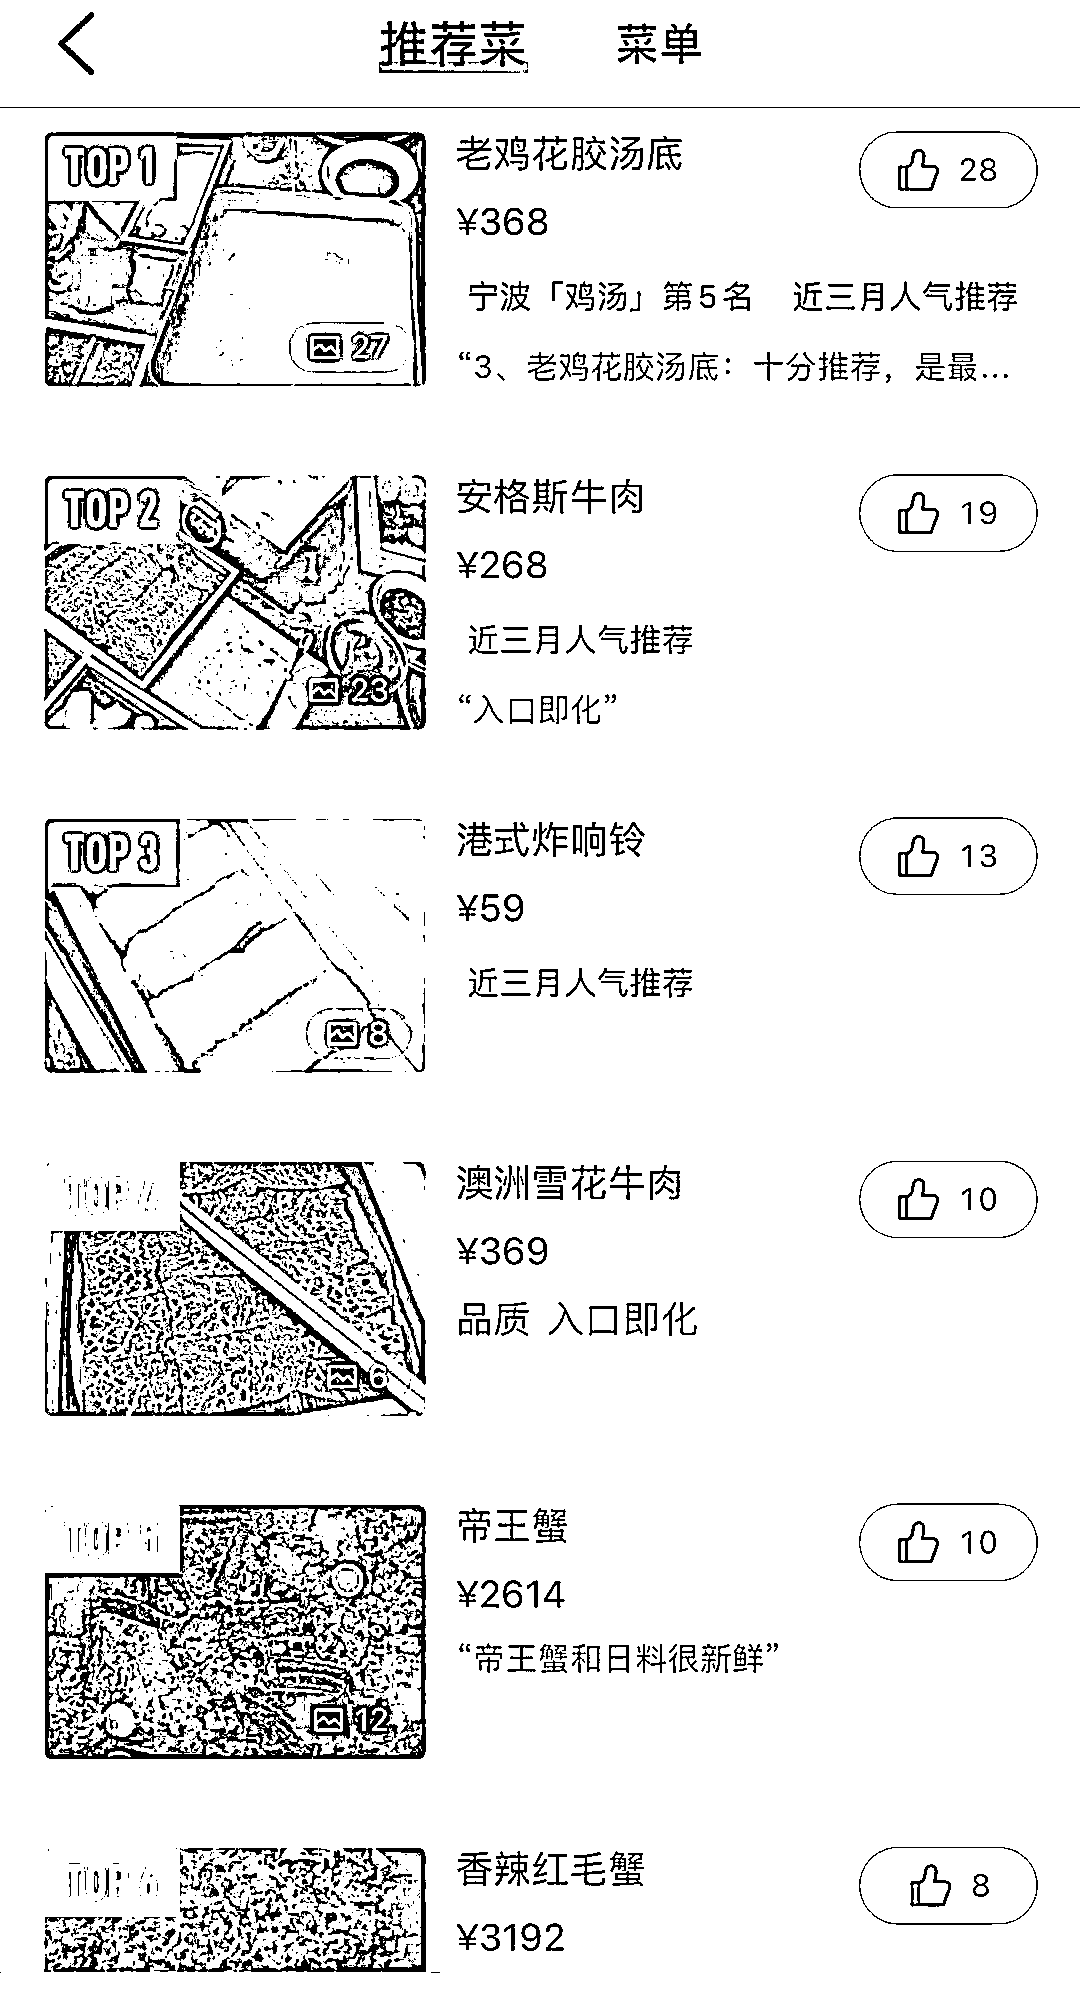 推荐菜 菜单
TOP 1
老鸡花胶汤底
28
¥368
宁波「鸡汤」第5名 近三月人气推荐
27
“3、老鸡花胶汤底：十分推荐，是最...
TOP 2
安格斯牛肉
19
¥268
近三月人气推荐
23
“入口即化”
TOP 3
港式炸响铃
13
¥59
近三月人气推荐
8
TOP 4
澳洲雪花牛肉
10
¥369
品质 入口即化
6
TOP 5
帝王蟹
10
¥2614
“帝王蟹和日料很新鲜”
12
TOP 6
香辣红毛蟹
8
¥3192